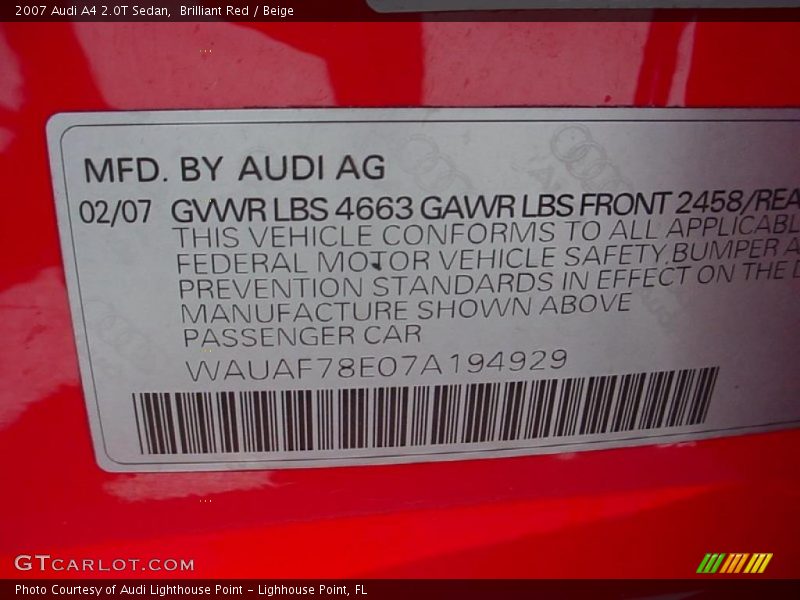 2007 Audi A4 2.0T Sedan, Brilliant Red / Beige
MFD. BY AUDI AG
02/07 GVWR LBS 4663 GAWR LBS FRONT 2458/REA
THIS VEHICLE CONFORMS TO ALL APPLICABL
FEDERAL MOTOR VEHICLE SAFETY, BUMPER A
PREVENTION STANDARDS IN EFFECT ON THE D
MANUFACTURE SHOWN ABOVE
PASSENGER CAR
WAUAF78E07A194929
GTCARLOT.COM
Photo Courtesy of Audi Lighthouse Point - Lighhouse Point, FL